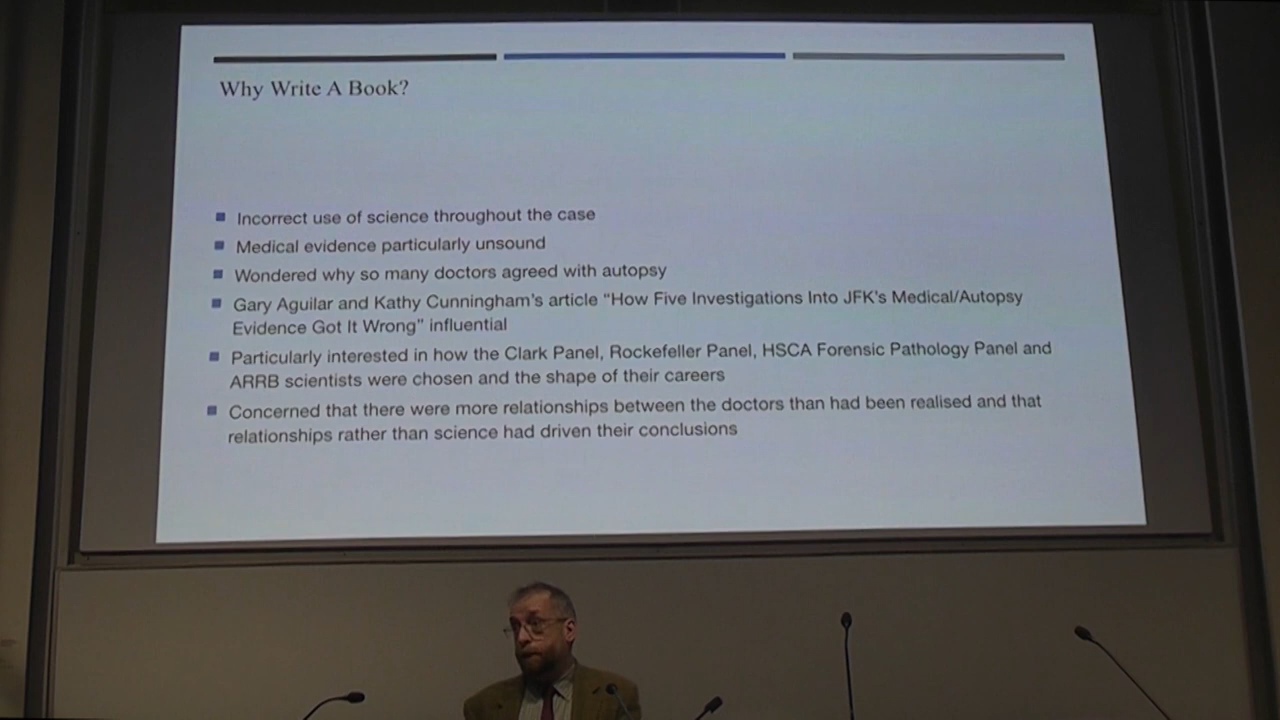 Why Write A Book?
Incorrect use of science throughout the case
Medical evidence particularly unsound
Wondered why so many doctors agreed with autopsy
Gary Aguilar and Kathy Cunningham's article “How Five Investigations Into JFK's Medical/Autopsy
Evidence Got It Wrong” influential
Particularly interested in how the Clark Panel, Rockefeller Panel, HSCA Forensic Pathology Panel and
ARRB scientists were chosen and the shape of their careers
Concerned that there were more relationships between the doctors than had been realised and that
relationships rather than science had driven their conclusions